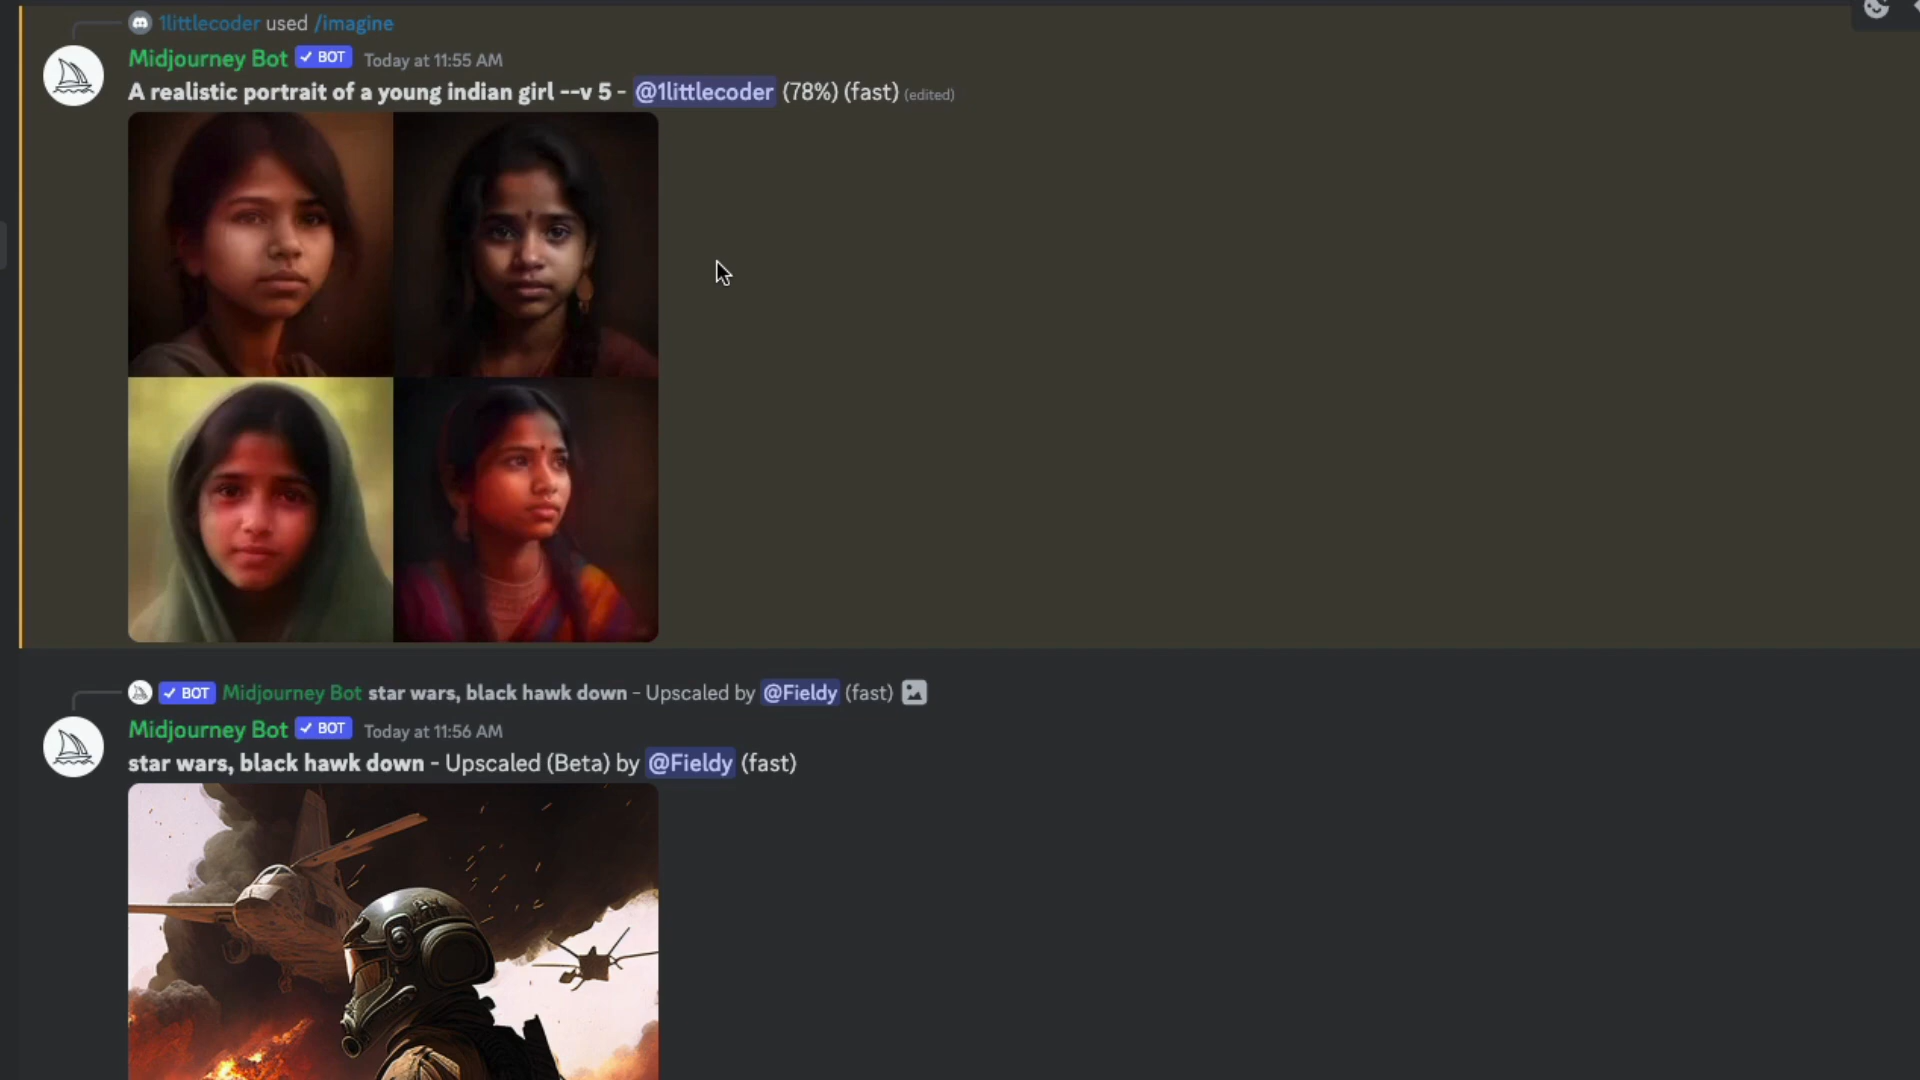 1littlecoder used /imagine
Midjourney Bot ✓ BOT Today at 11:55 AM
A realistic portrait of a young indian girl --v 5 - @1littlecoder (78%) (fast) (edited)
✓ BOT Midjourney Bot star wars, black hawk down - Upscaled by @Fieldy (fast)
Midjourney Bot ✓ BOT Today at 11:56 AM
star wars, black hawk down - Upscaled (Beta) by @Fieldy (fast)